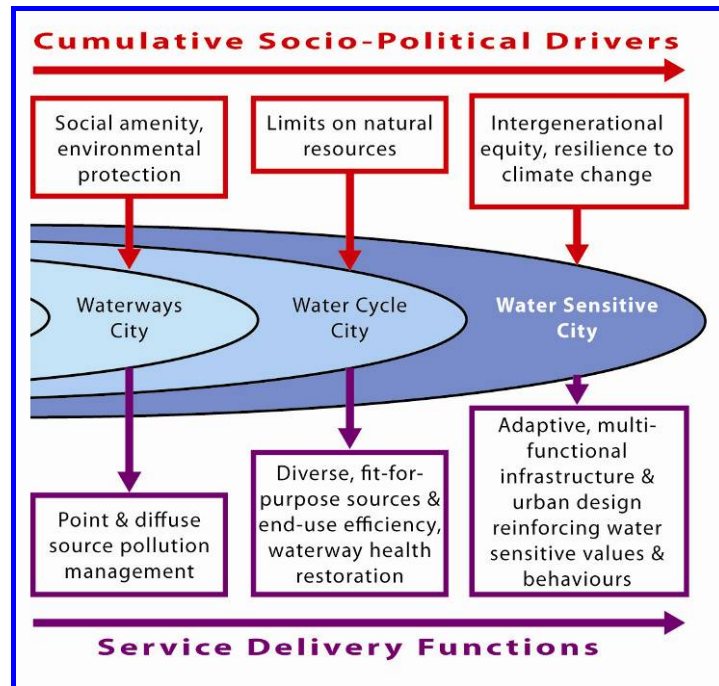 Cumulative Socio-Political Drivers
Social amenity,
environmental
protection
Limits on natural
resources
Intergenerational
equity, resilience to
climate change
Waterways
City
Water Cycle
City
Water Sensitive
City
Point & diffuse
source pollution
management
Diverse, fit-for-
purpose sources &
end-use efficiency,
waterway health
restoration
Adaptive, multi-
functional
infrastructure &
urban design
reinforcing water
sensitive values &
behaviours
Service Delivery Functions